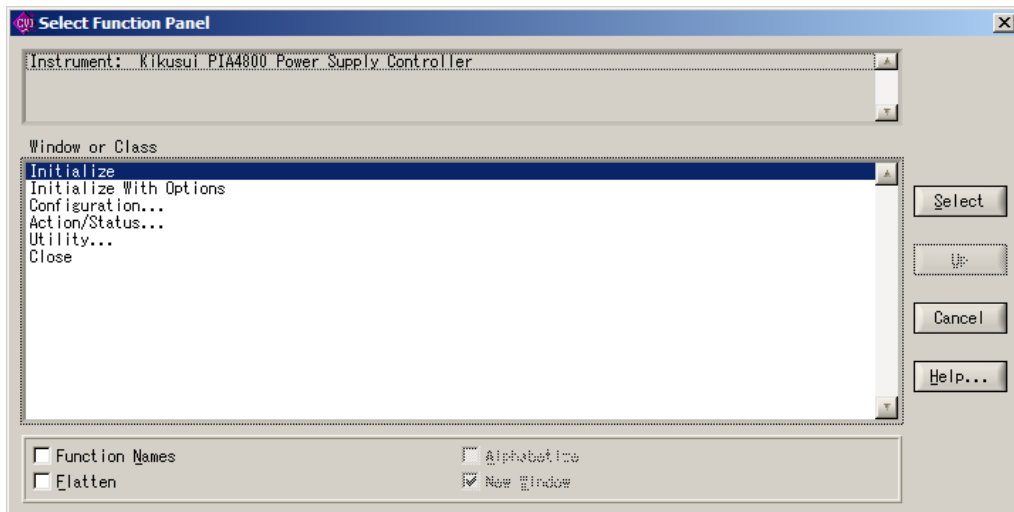 CVI Select Function Panel
Instrument: Kikusui PIA4800 Power Supply Controller
Window or Class
Initialize
Initialize With Options
Configuration...
Action/Status...
Utility...
Close
Select
Up
Cancel
Help...
Function Names
Alphabetize
Flatten
New Window